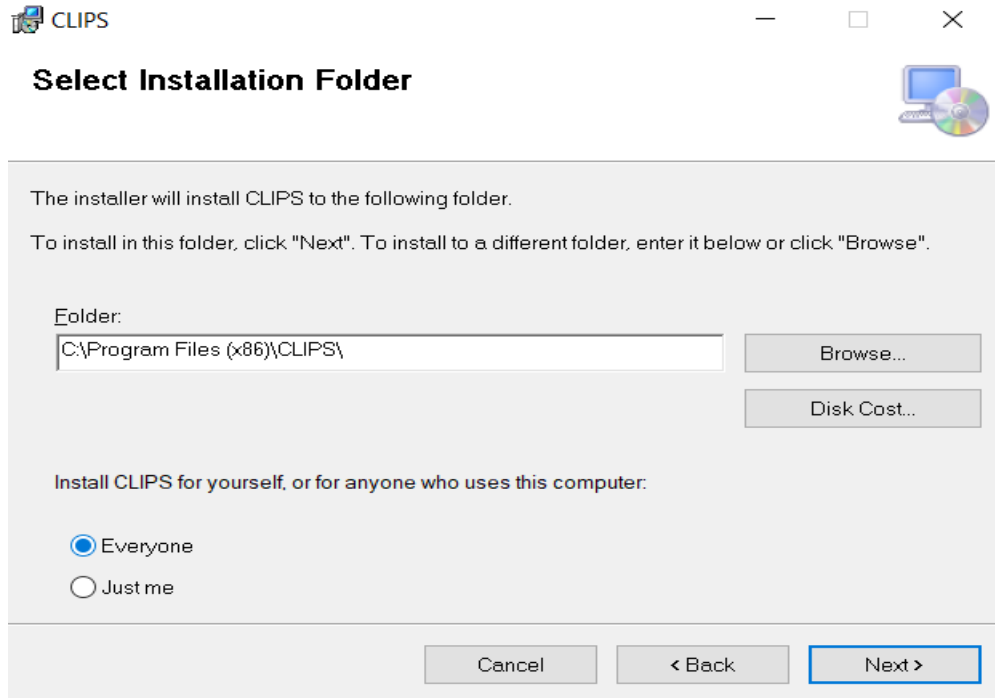 CLIPS
Select Installation Folder
The installer will install CLIPS to the following folder.
To install in this folder, click "Next". To install to a different folder, enter it below or click "Browse".
Folder:
C:\Program Files (x86)\CLIPS\
Browse...
Disk Cost...
Install CLIPS for yourself, or for anyone who uses this computer:
Everyone
Just me
Cancel
< Back
Next >